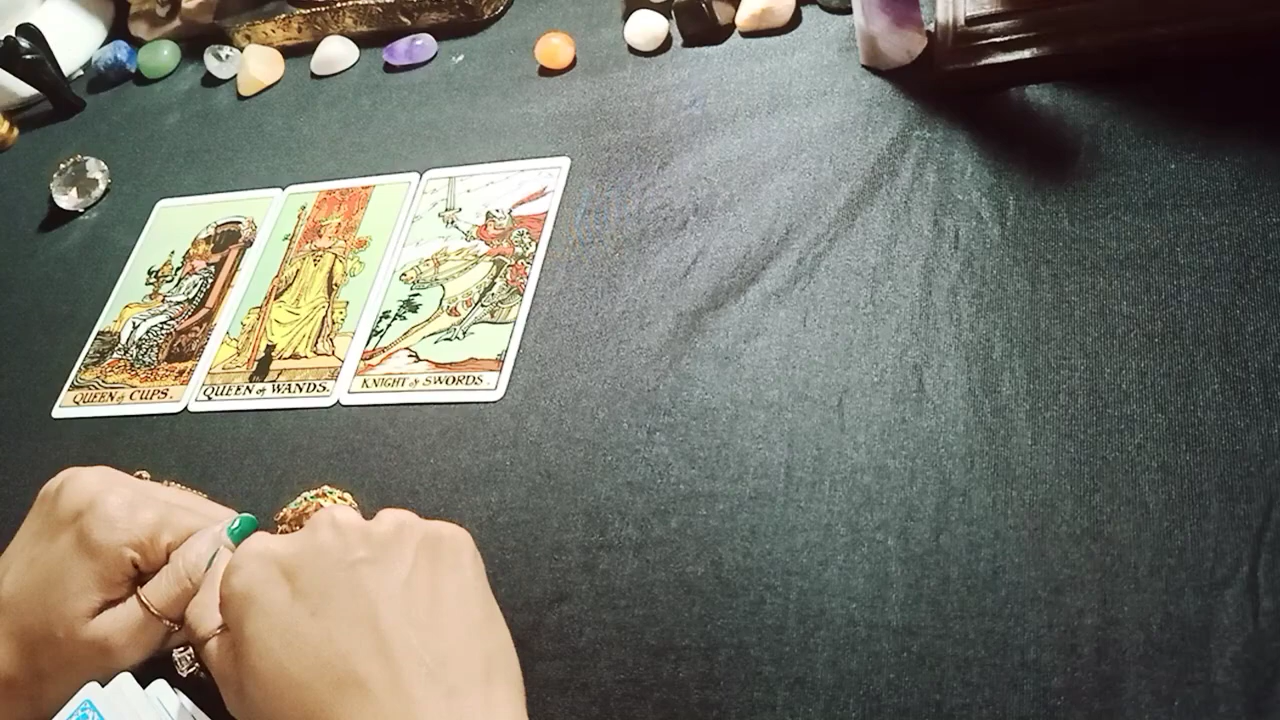 QUEEN of CUPS.
QUEEN of WANDS.
KNIGHT of SWORDS.